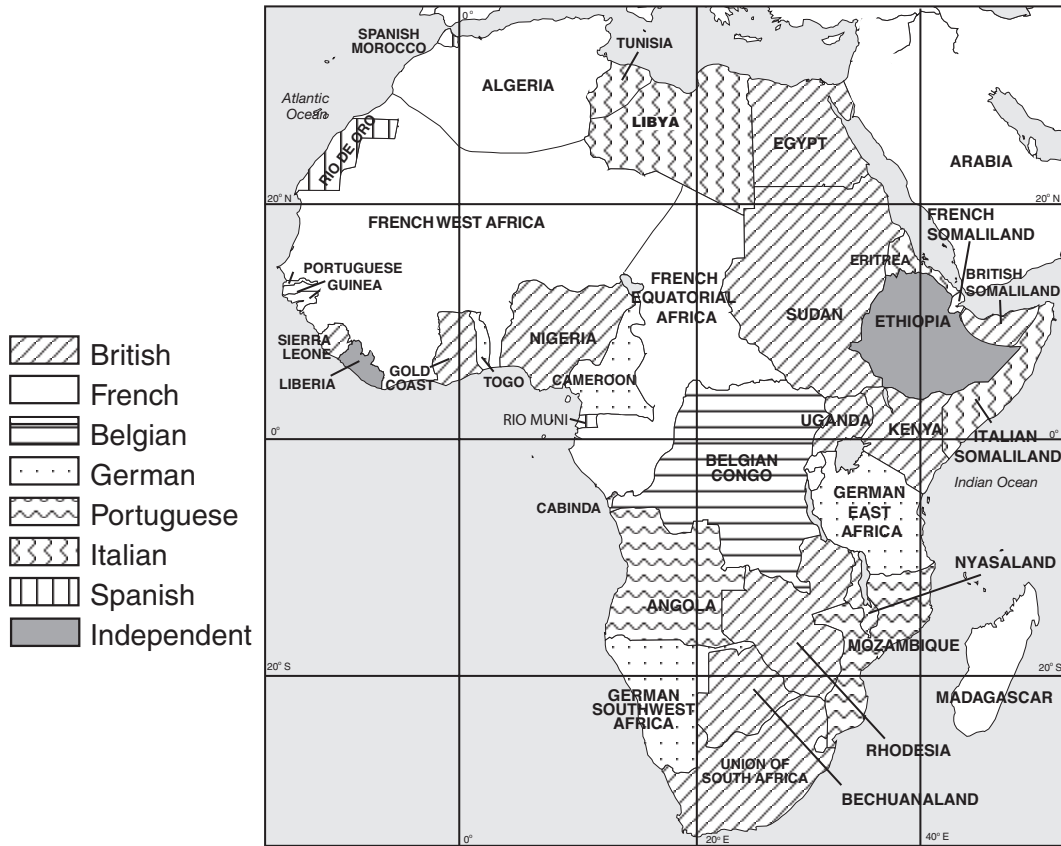 British
French
Belgian
German
Portuguese
Italian
Spanish
Independent
0°
SPANISH
MOROCCO
TUNISIA
ALGERIA
Atlantic
Ocean
LIBYA
EGYPT
RIO DE ORO
ARABIA
20° N
20° N
FRENCH WEST AFRICA
FRENCH
SOMALILAND
ERITREA
PORTUGUESE
GUINEA
BRITISH
SOMALILAND
FRENCH
EQUATORIAL
AFRICA
SUDAN
ETHIOPIA
SIERRA
LEONE
NIGERIA
LIBERIA
GOLD
COAST
TOGO
CAMEROON
RIO MUNI
UGANDA
KENYA
0°
0°
ITALIAN
SOMALILAND
BELGIAN
CONGO
Indian Ocean
CABINDA
GERMAN
EAST
AFRICA
NYASALAND
ANGOLA
MOZAMBIQUE
20° S
20° S
GERMAN
SOUTHWEST
AFRICA
MADAGASCAR
RHODESIA
UNION OF
SOUTH AFRICA
BECHUANALAND
0°
20° E
40° E